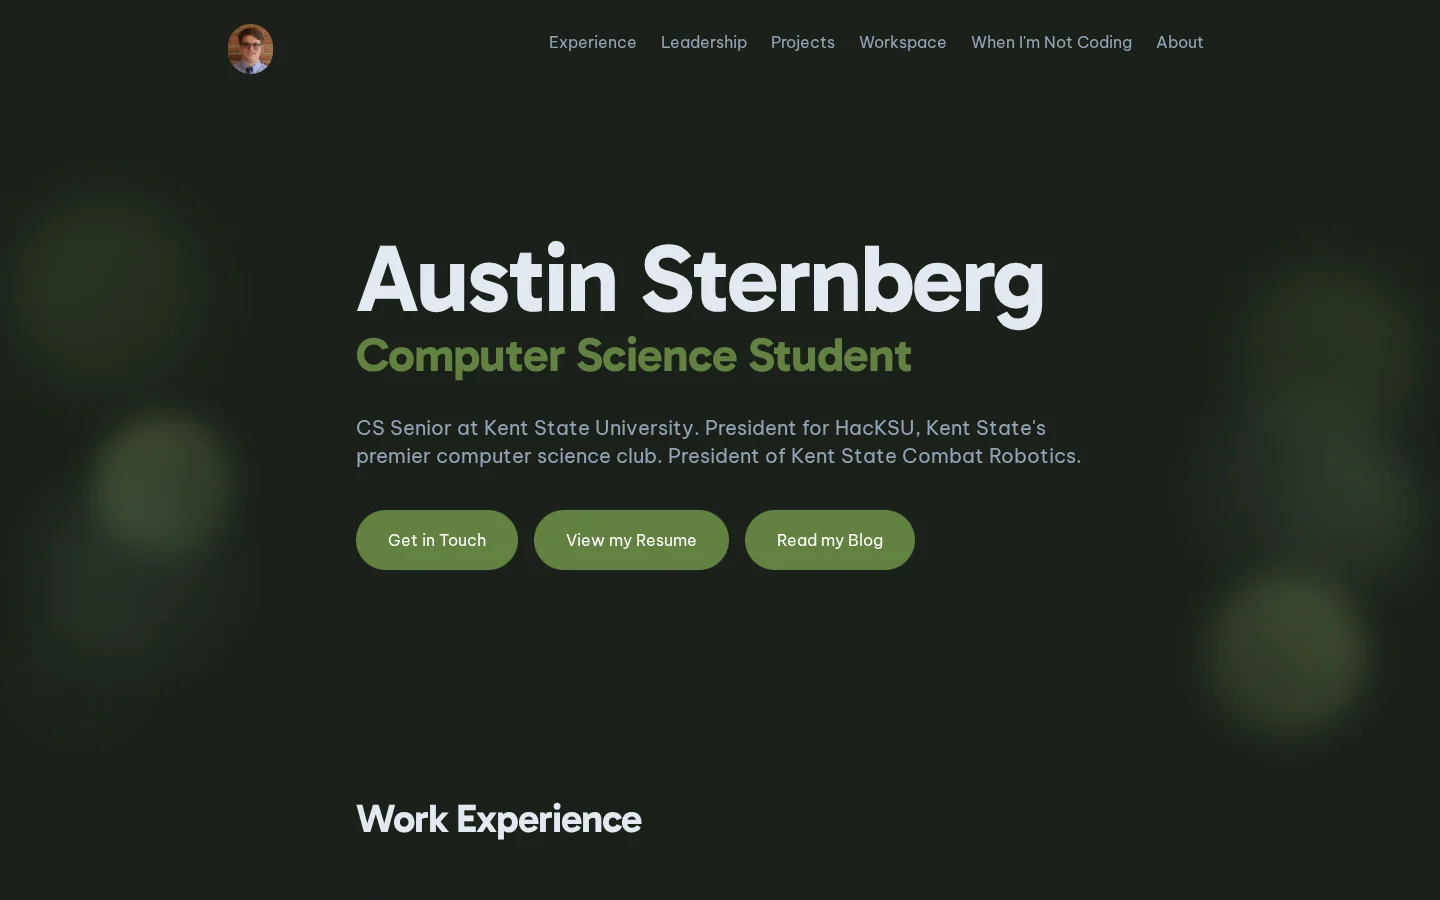 Experience
Leadership
Projects
Workspace
When I'm Not Coding
About
Austin Sternberg
Computer Science Student
CS Senior at Kent State University. President for HacKSU, Kent State's
premier computer science club. President of Kent State Combat Robotics.
Get in Touch
View my Resume
Read my Blog
Work Experience